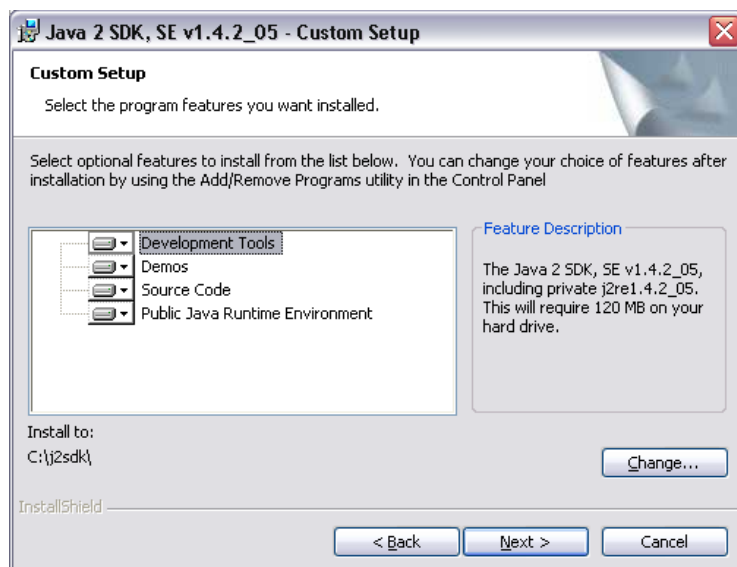 Java 2 SDK, SE v1.4.2_05 - Custom Setup
Custom Setup
Select the program features you want installed.
Select optional features to install from the list below.  You can change your choice of features after
installation by using the Add/Remove Programs utility in the Control Panel
Development Tools
Demos
Source Code
Public Java Runtime Environment
Feature Description
The Java 2 SDK, SE v1.4.2_05,
including private j2re1.4.2_05.
This will require 120 MB on your
hard drive.
Install to:
C:\j2sdk\
Change...
InstallShield
< Back
Next >
Cancel